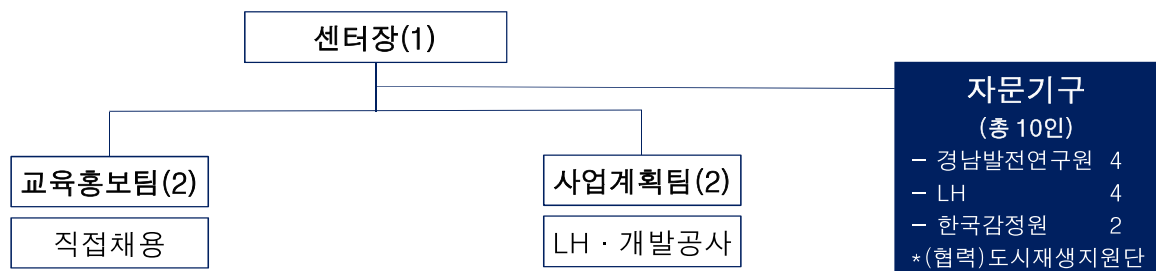 센터장(1)
자문기구
(총 10인)
- 경남발전연구원 4
- LH 4
- 한국감정원 2
*(협력)도시재생지원단
교육홍보팀(2)
직접채용
사업계획팀(2)
LH · 개발공사